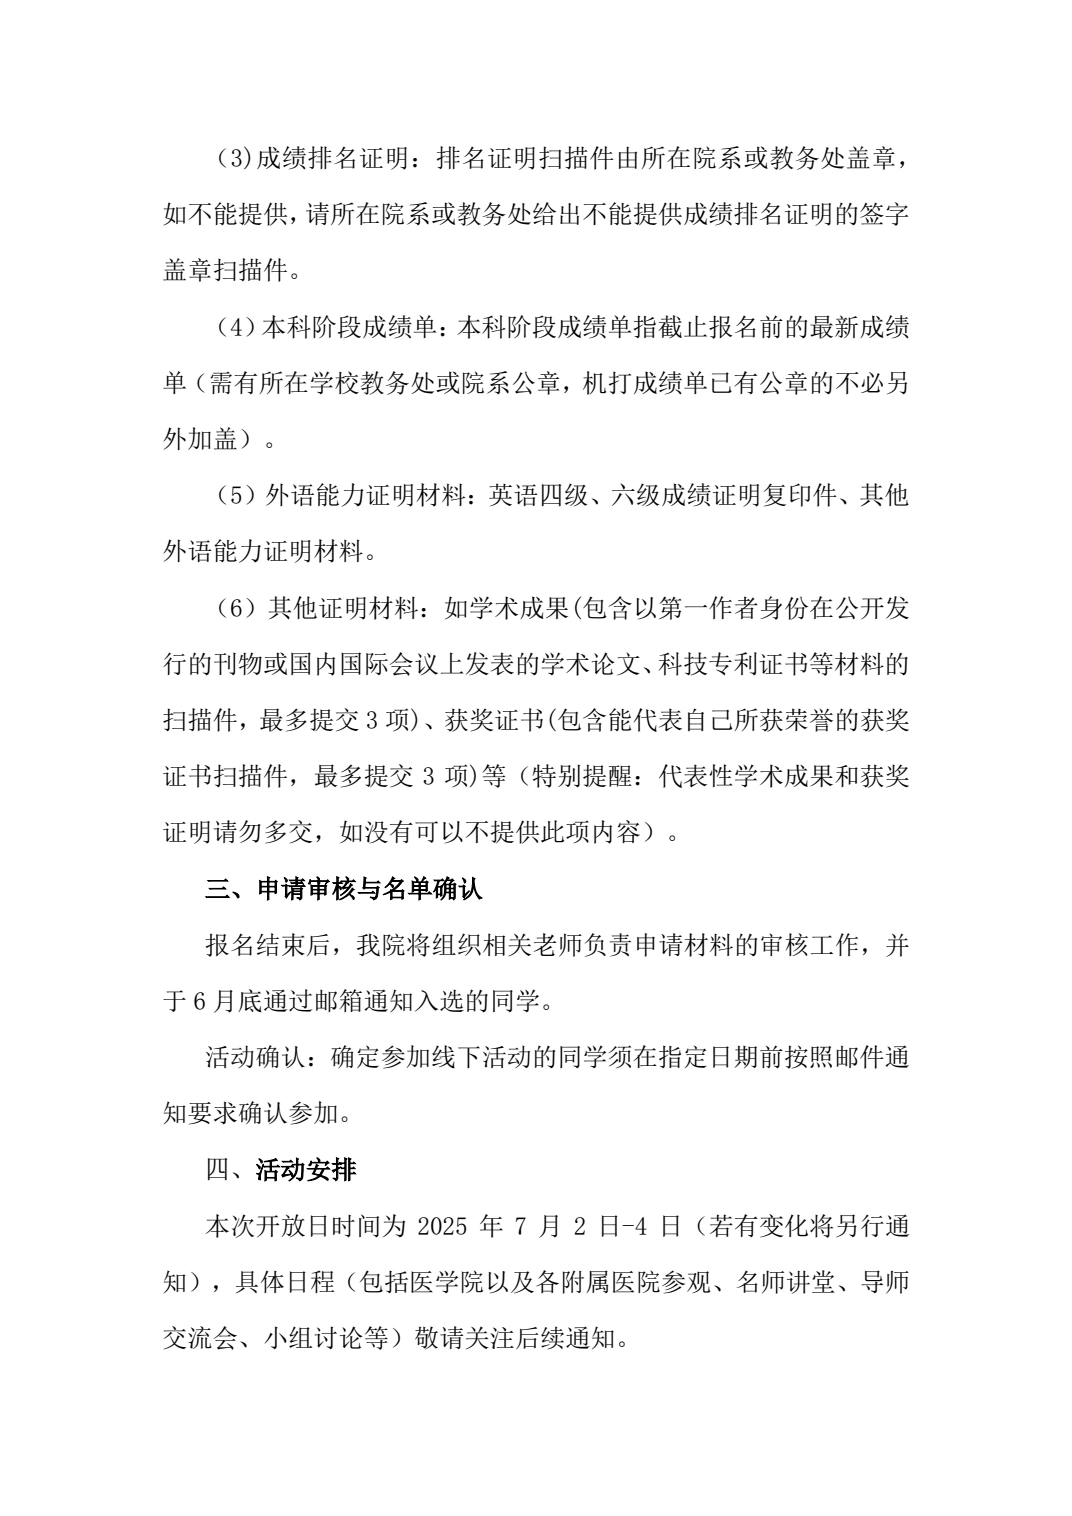 （3)成绩排名证明：排名证明扫描件由所在院系或教务处盖章，
如不能提供，请所在院系或教务处给出不能提供成绩排名证明的签字
盖章扫描件。
（4）本科阶段成绩单：本科阶段成绩单指截止报名前的最新成绩
单（需有所在学校教务处或院系公章，机打成绩单已有公章的不必另
外加盖）。
（5）外语能力证明材料：英语四级、六级成绩证明复印件、其他
外语能力证明材料。
（6）其他证明材料：如学术成果(包含以第一作者身份在公开发
行的刊物或国内国际会议上发表的学术论文、科技专利证书等材料的
扫描件，最多提交 3 项)、获奖证书(包含能代表自己所获荣誉的获奖
证书扫描件，最多提交 3 项)等（特别提醒：代表性学术成果和获奖
证明请勿多交，如没有可以不提供此项内容）。
三、申请审核与名单确认
报名结束后，我院将组织相关老师负责申请材料的审核工作，并
于 6 月底通过邮箱通知入选的同学。
活动确认：确定参加线下活动的同学须在指定日期前按照邮件通
知要求确认参加。
四、活动安排
本次开放日时间为 2025 年 7 月 2 日-4 日（若有变化将另行通
知），具体日程（包括医学院以及各附属医院参观、名师讲堂、导师
交流会、小组讨论等）敬请关注后续通知。